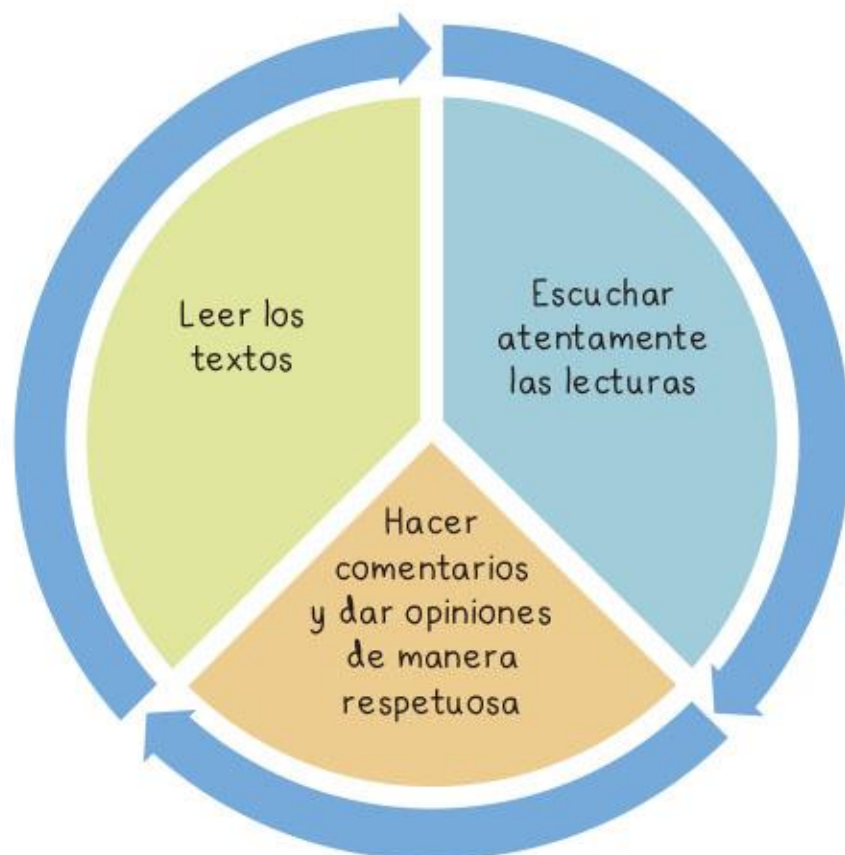 Leer los
textos
Escuchar
atentamente
las lecturas
Hacer
comentarios
y dar opiniones
de manera
respetuosa